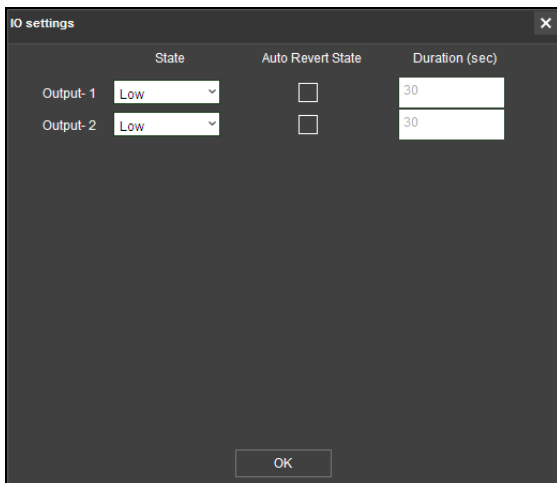 IO settings
State Auto Revert State Duration (sec)
Output- 1 Low 30
Output- 2 Low 30
OK